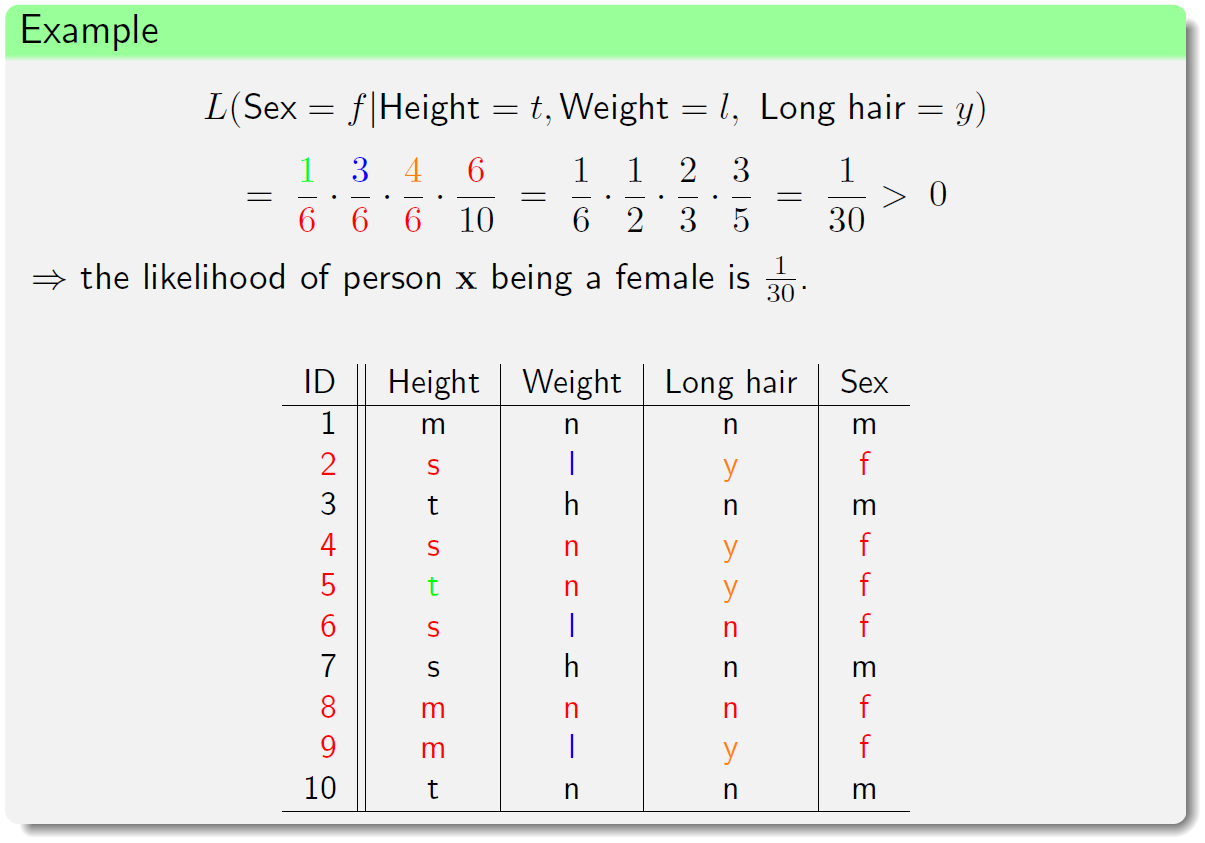 Example
L(Sex = f|Height = t, Weight = l, Long hair = y)
= 1/6 · 3/6 · 4/6 · 6/10 = 1/6 · 1/2 · 2/3 · 3/5 = 1/30 > 0
⇒ the likelihood of person x being a female is 1/30.
ID Height Weight Long hair Sex
1 m n n m
2 s l y f
3 t h n m
4 s n y f
5 t n y f
6 s l n f
7 s h n m
8 m n n f
9 m l y f
10 t n n m